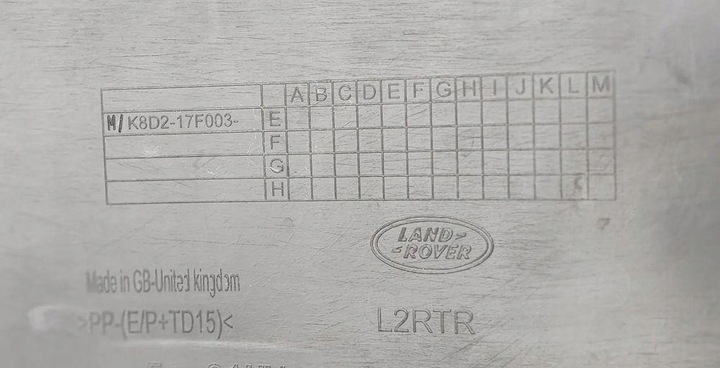 A B C D E F G H I J K L M
M/K8D2-17F003- E
F
G
H
LAND-
-ROVER
Made in GB-United kingdom
>PP-(E/P+TD15)<
L2RTR